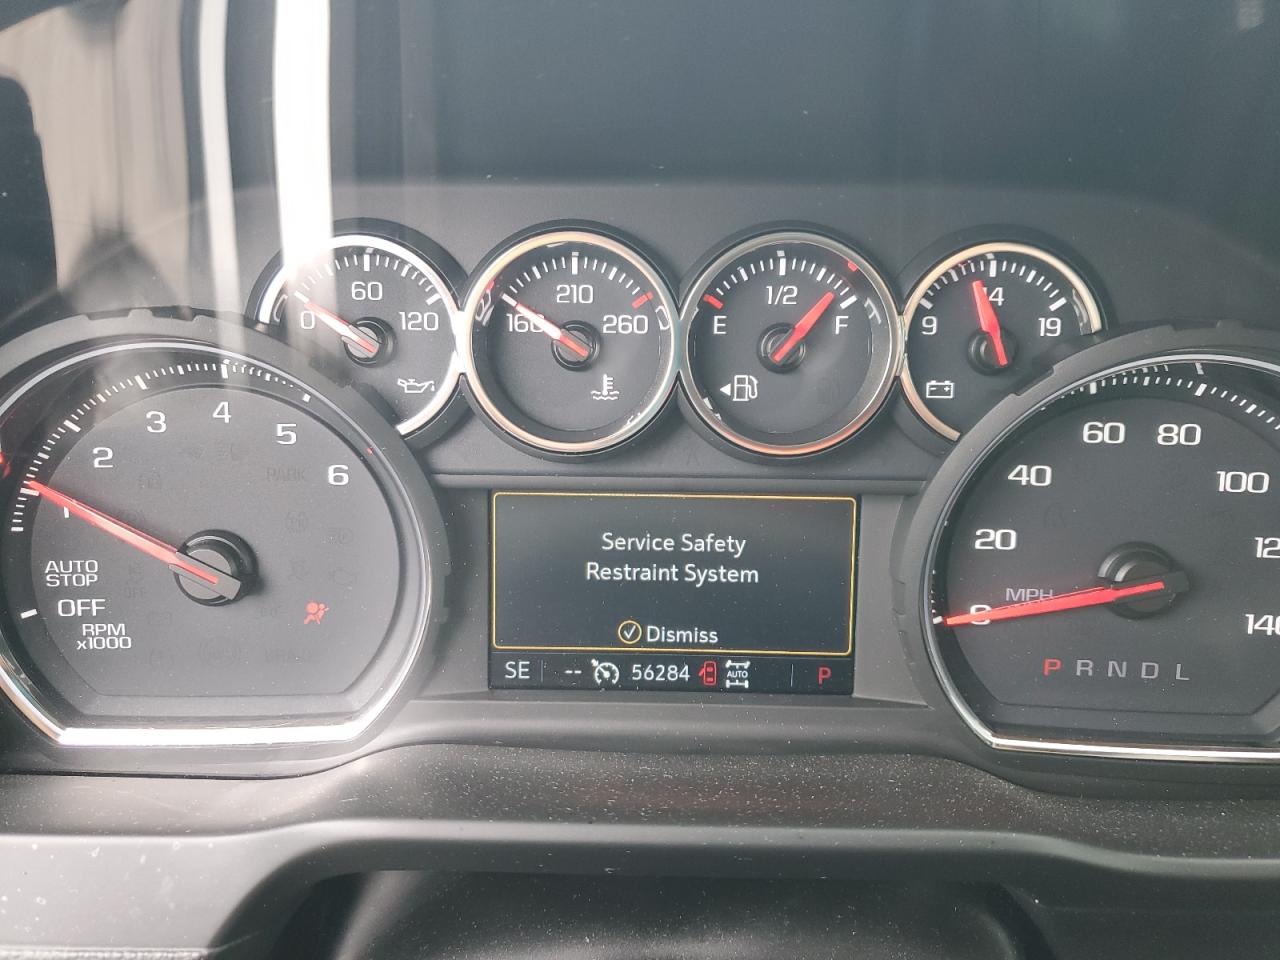 60
0 120
210
160 260
1/2
E F
14
9 19
4
3 5
2 6
1
PARK
AUTO
STOP
OFF
RPM
x1000
Service Safety
Restraint System
Dismiss
SE -- 56284 AUTO P
60 80
40 100
20
MPH
0 140
P R N D L